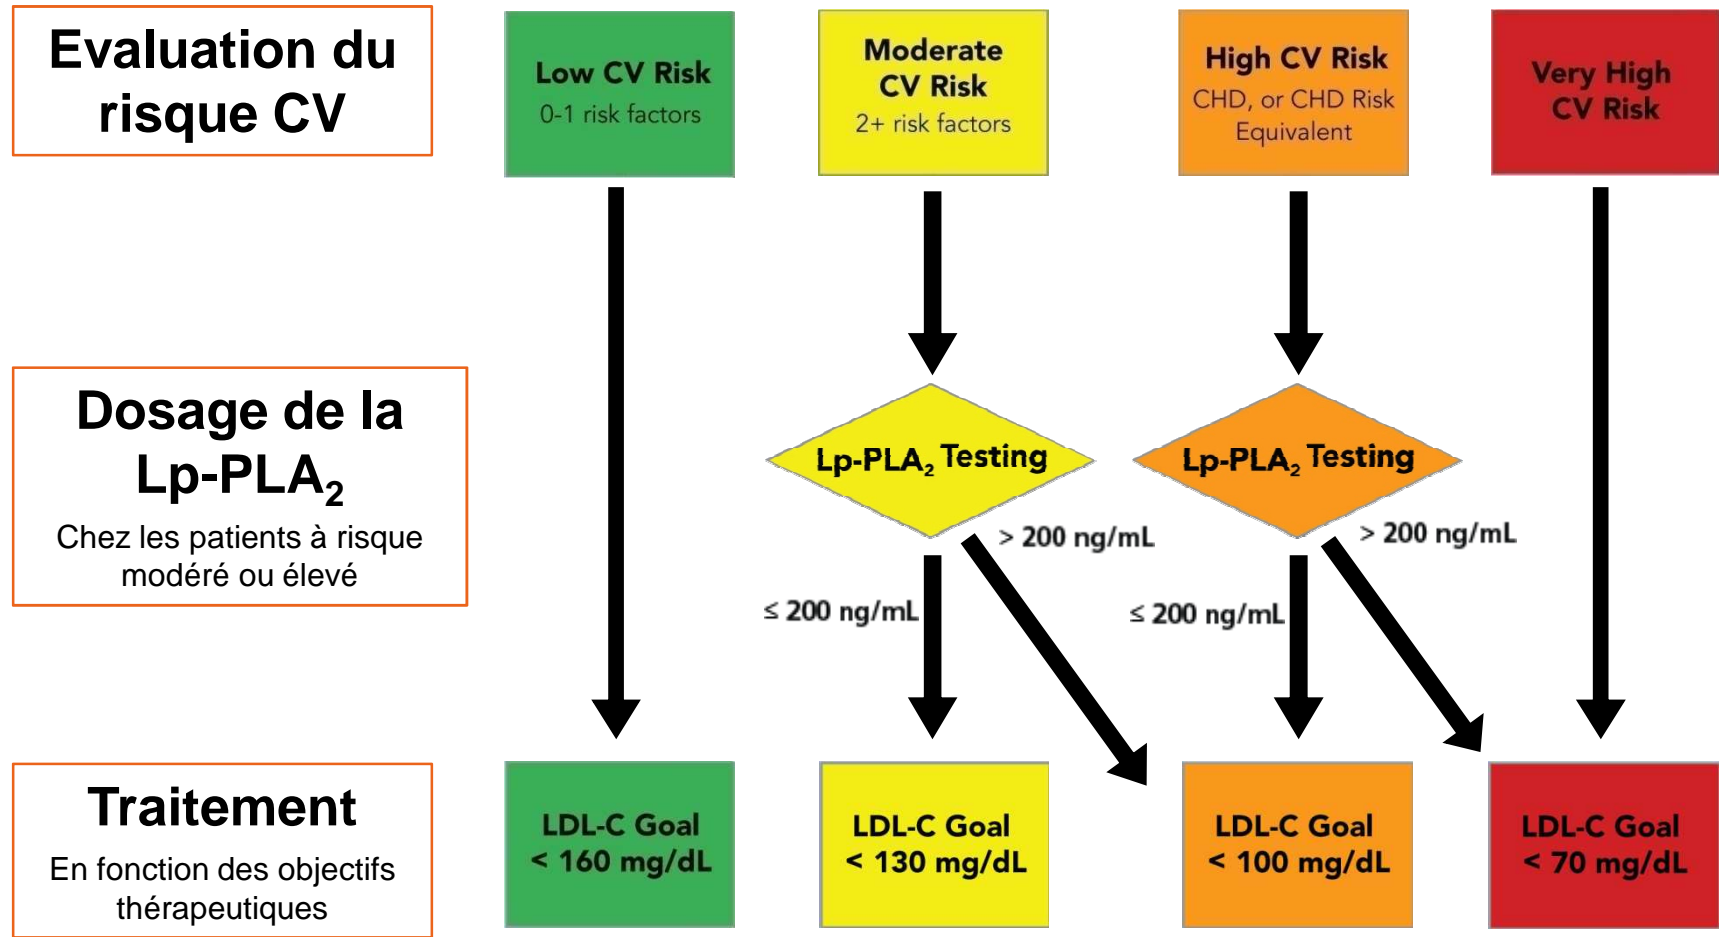 Evaluation du
risque CV
Low CV Risk
0-1 risk factors
Moderate
CV Risk
2+ risk factors
High CV Risk
CHD, or CHD Risk
Equivalent
Very High
CV Risk
Dosage de la
Lp-PLA₂
Chez les patients à risque
modéré ou élevé
Lp-PLA₂ Testing
Lp-PLA₂ Testing
> 200 ng/mL
> 200 ng/mL
≤ 200 ng/mL
≤ 200 ng/mL
Traitement
En fonction des objectifs
thérapeutiques
LDL-C Goal
< 160 mg/dL
LDL-C Goal
< 130 mg/dL
LDL-C Goal
< 100 mg/dL
LDL-C Goal
< 70 mg/dL